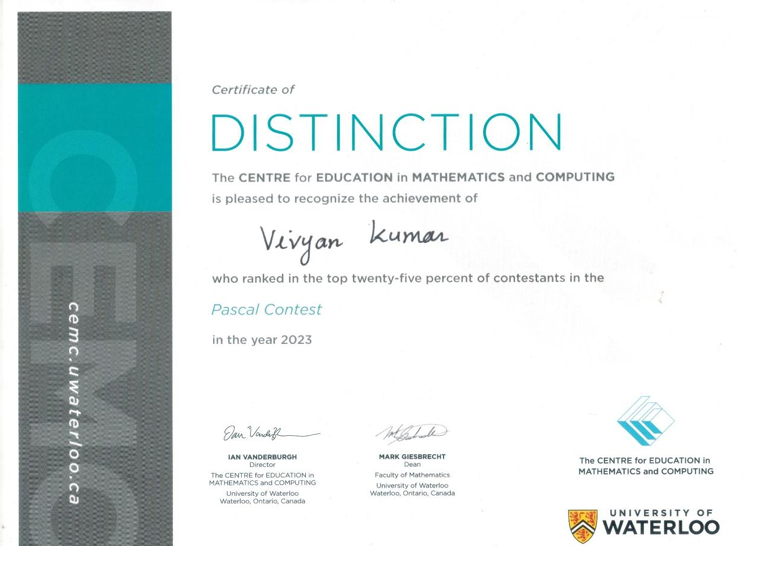 Certificate of
DISTINCTION
The CENTRE for EDUCATION in MATHEMATICS and COMPUTING
is pleased to recognize the achievement of
Vivyan Kumar
who ranked in the top twenty-five percent of contestants in the
Pascal Contest
in the year 2023
CEMC
cemc.uwaterloo.ca
IAN VANDERBURGH
Director
The CENTRE for EDUCATION in
MATHEMATICS and COMPUTING
University of Waterloo
Waterloo, Ontario, Canada
MARK GIESBRECHT
Dean
Faculty of Mathematics
University of Waterloo
Waterloo, Ontario, Canada
The CENTRE for EDUCATION in
MATHEMATICS and COMPUTING
UNIVERSITY OF
WATERLOO